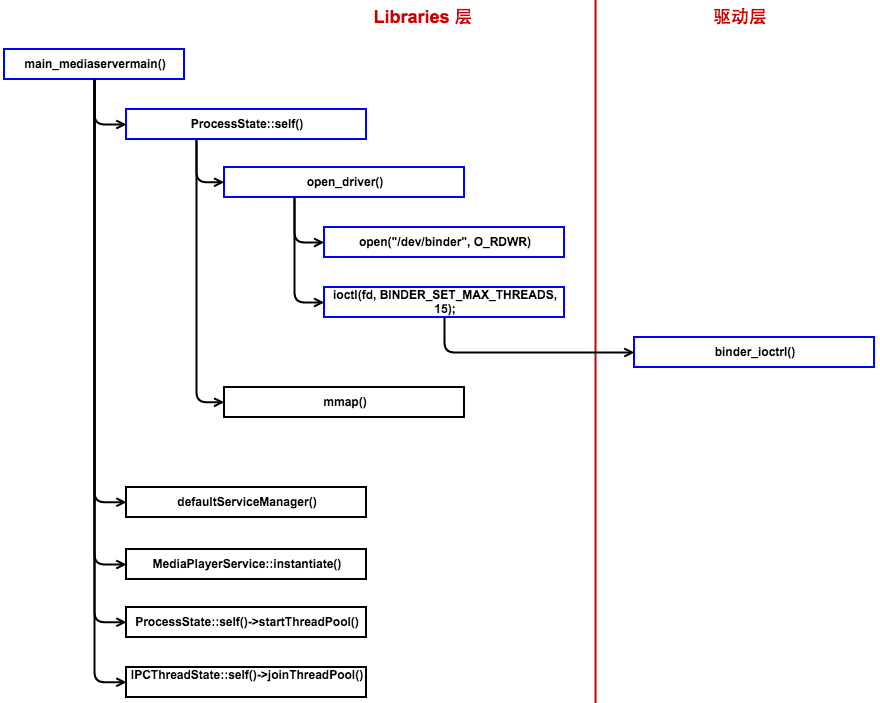 Libraries 层
驱动层
main_mediaservermain()
ProcessState::self()
open_driver()
open("/dev/binder", O_RDWR)
ioctl(fd, BINDER_SET_MAX_THREADS,
15);
binder_ioctrl()
mmap()
defaultServiceManager()
MediaPlayerService::instantiate()
ProcessState::self()->startThreadPool()
IPCThreadState::self()->joinThreadPool()